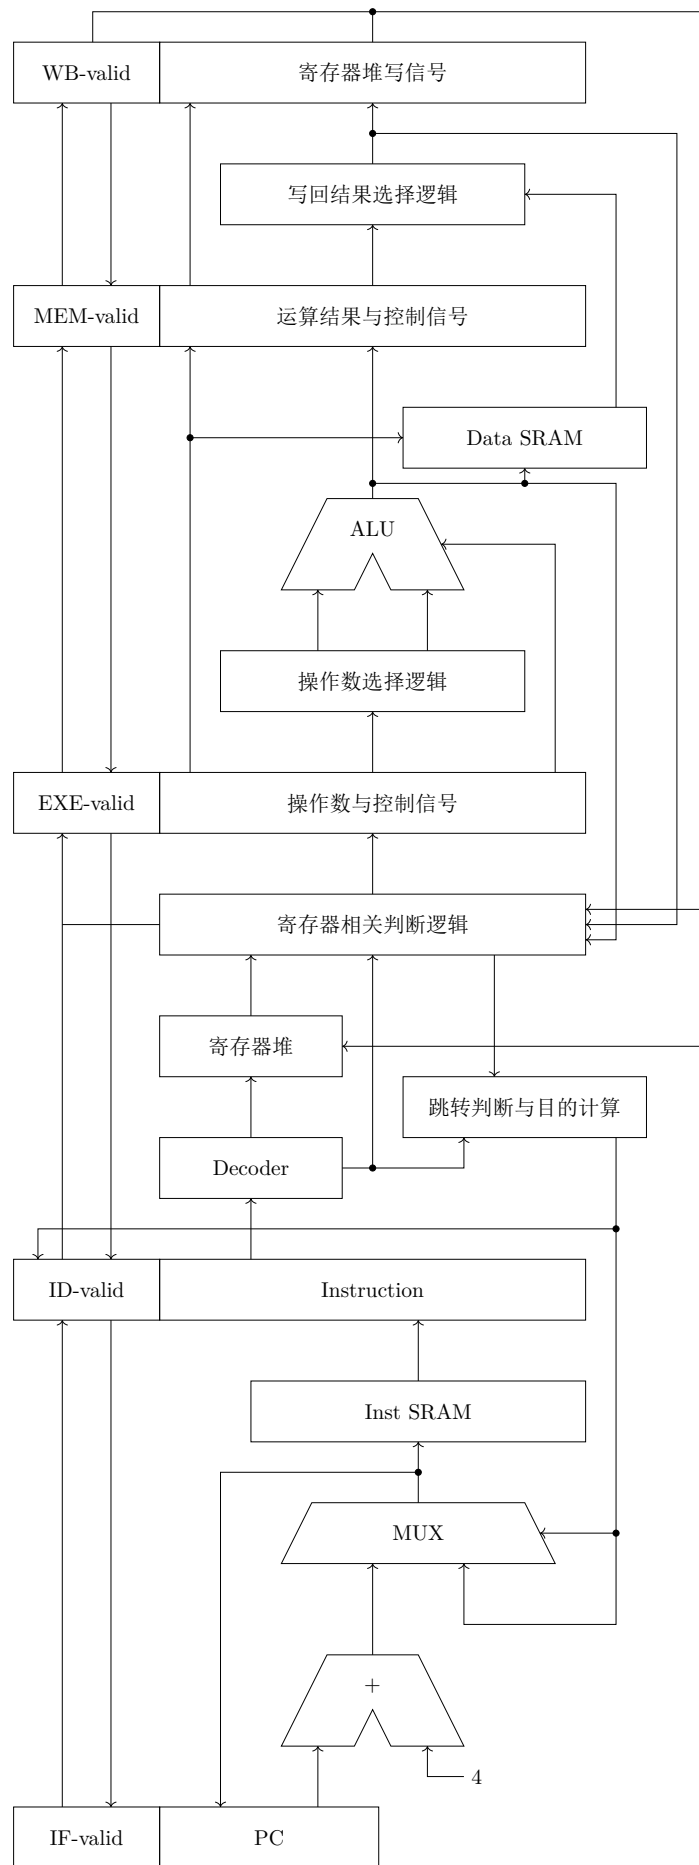 WB-valid
寄存器堆写信号
写回结果选择逻辑
MEM-valid
运算结果与控制信号
Data SRAM
ALU
操作数选择逻辑
EXE-valid
操作数与控制信号
寄存器相关判断逻辑
寄存器堆
跳转判断与目的计算
Decoder
ID-valid
Instruction
Inst SRAM
MUX
+
4
IF-valid
PC